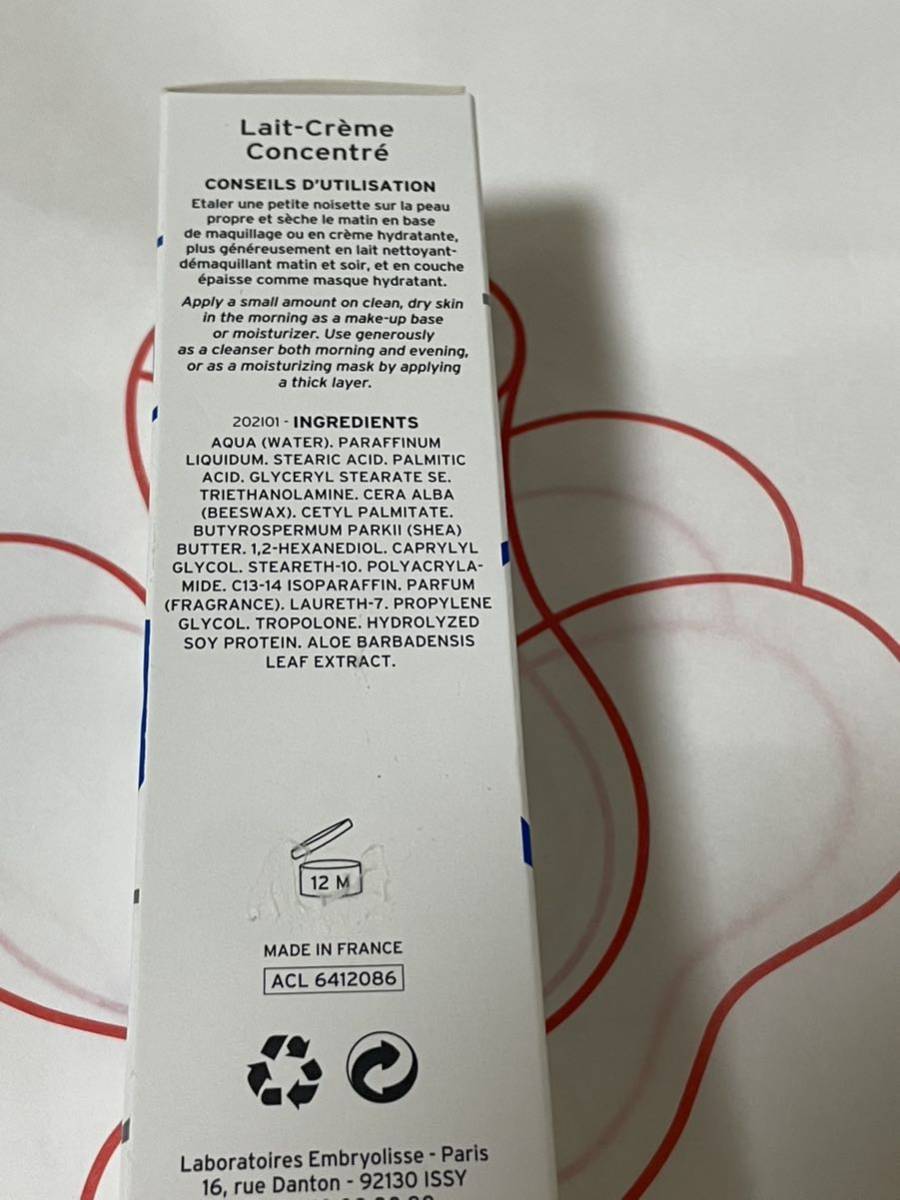 Lait-Crème
Concentré
CONSEILS D'UTILISATION
Etaler une petite noisette sur la peau
propre et sèche le matin en base
de maquillage ou en crème hydratante,
plus généreusement en lait nettoyant-
démaquillant matin et soir, et en couche
épaisse comme masque hydratant.
Apply a small amount on clean, dry skin
in the morning as a make-up base
or moisturizer. Use generously
as a cleanser both morning and evening,
or as a moisturizing mask by applying
a thick layer.
202101 - INGREDIENTS
AQUA (WATER). PARAFFINUM
LIQUIDUM. STEARIC ACID. PALMITIC
ACID. GLYCERYL STEARATE SE.
TRIETHANOLAMINE. CERA ALBA
(BEESWAX). CETYL PALMITATE.
BUTYROSPERMUM PARKII (SHEA)
BUTTER. 1,2-HEXANEDIOL. CAPRYLYL
GLYCOL. STEARETH-10. POLYACRYLA-
MIDE. C13-14 ISOPARAFFIN. PARFUM
(FRAGRANCE). LAURETH-7. PROPYLENE
GLYCOL. TROPOLONE. HYDROLYZED
SOY PROTEIN. ALOE BARBADENSIS
LEAF EXTRACT.
12 M
MADE IN FRANCE
ACL 6412086
Laboratoires Embryolisse - Paris
16, rue Danton - 92130 ISSY